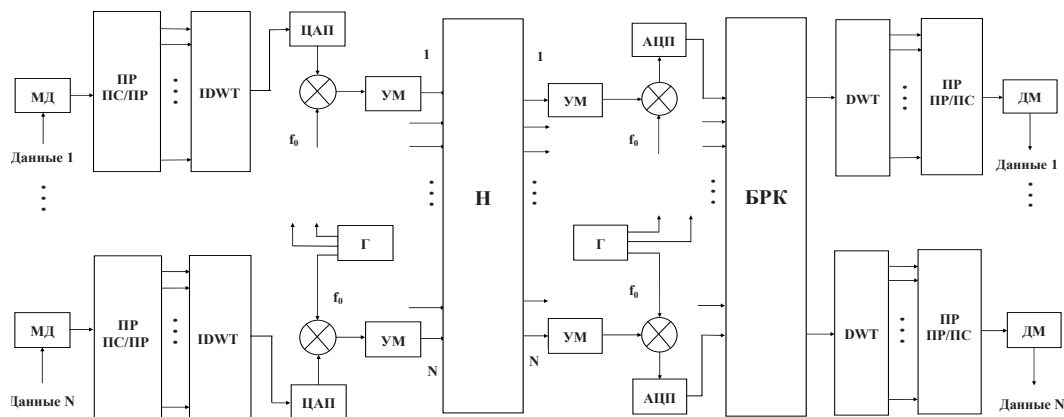 ЦАП
АЦП
1
1
ПР
ПС/ПР
IDWT
DWT
ПР
ПР/ПС
МД
УМ
УМ
ДМ
f₀
f₀
Данные 1
Данные 1
Н
БРК
Г
Г
f₀
f₀
ПР
ПС/ПР
IDWT
DWT
ПР
ПР/ПС
МД
УМ
УМ
ДМ
N
N
ЦАП
АЦП
Данные N
Данные N